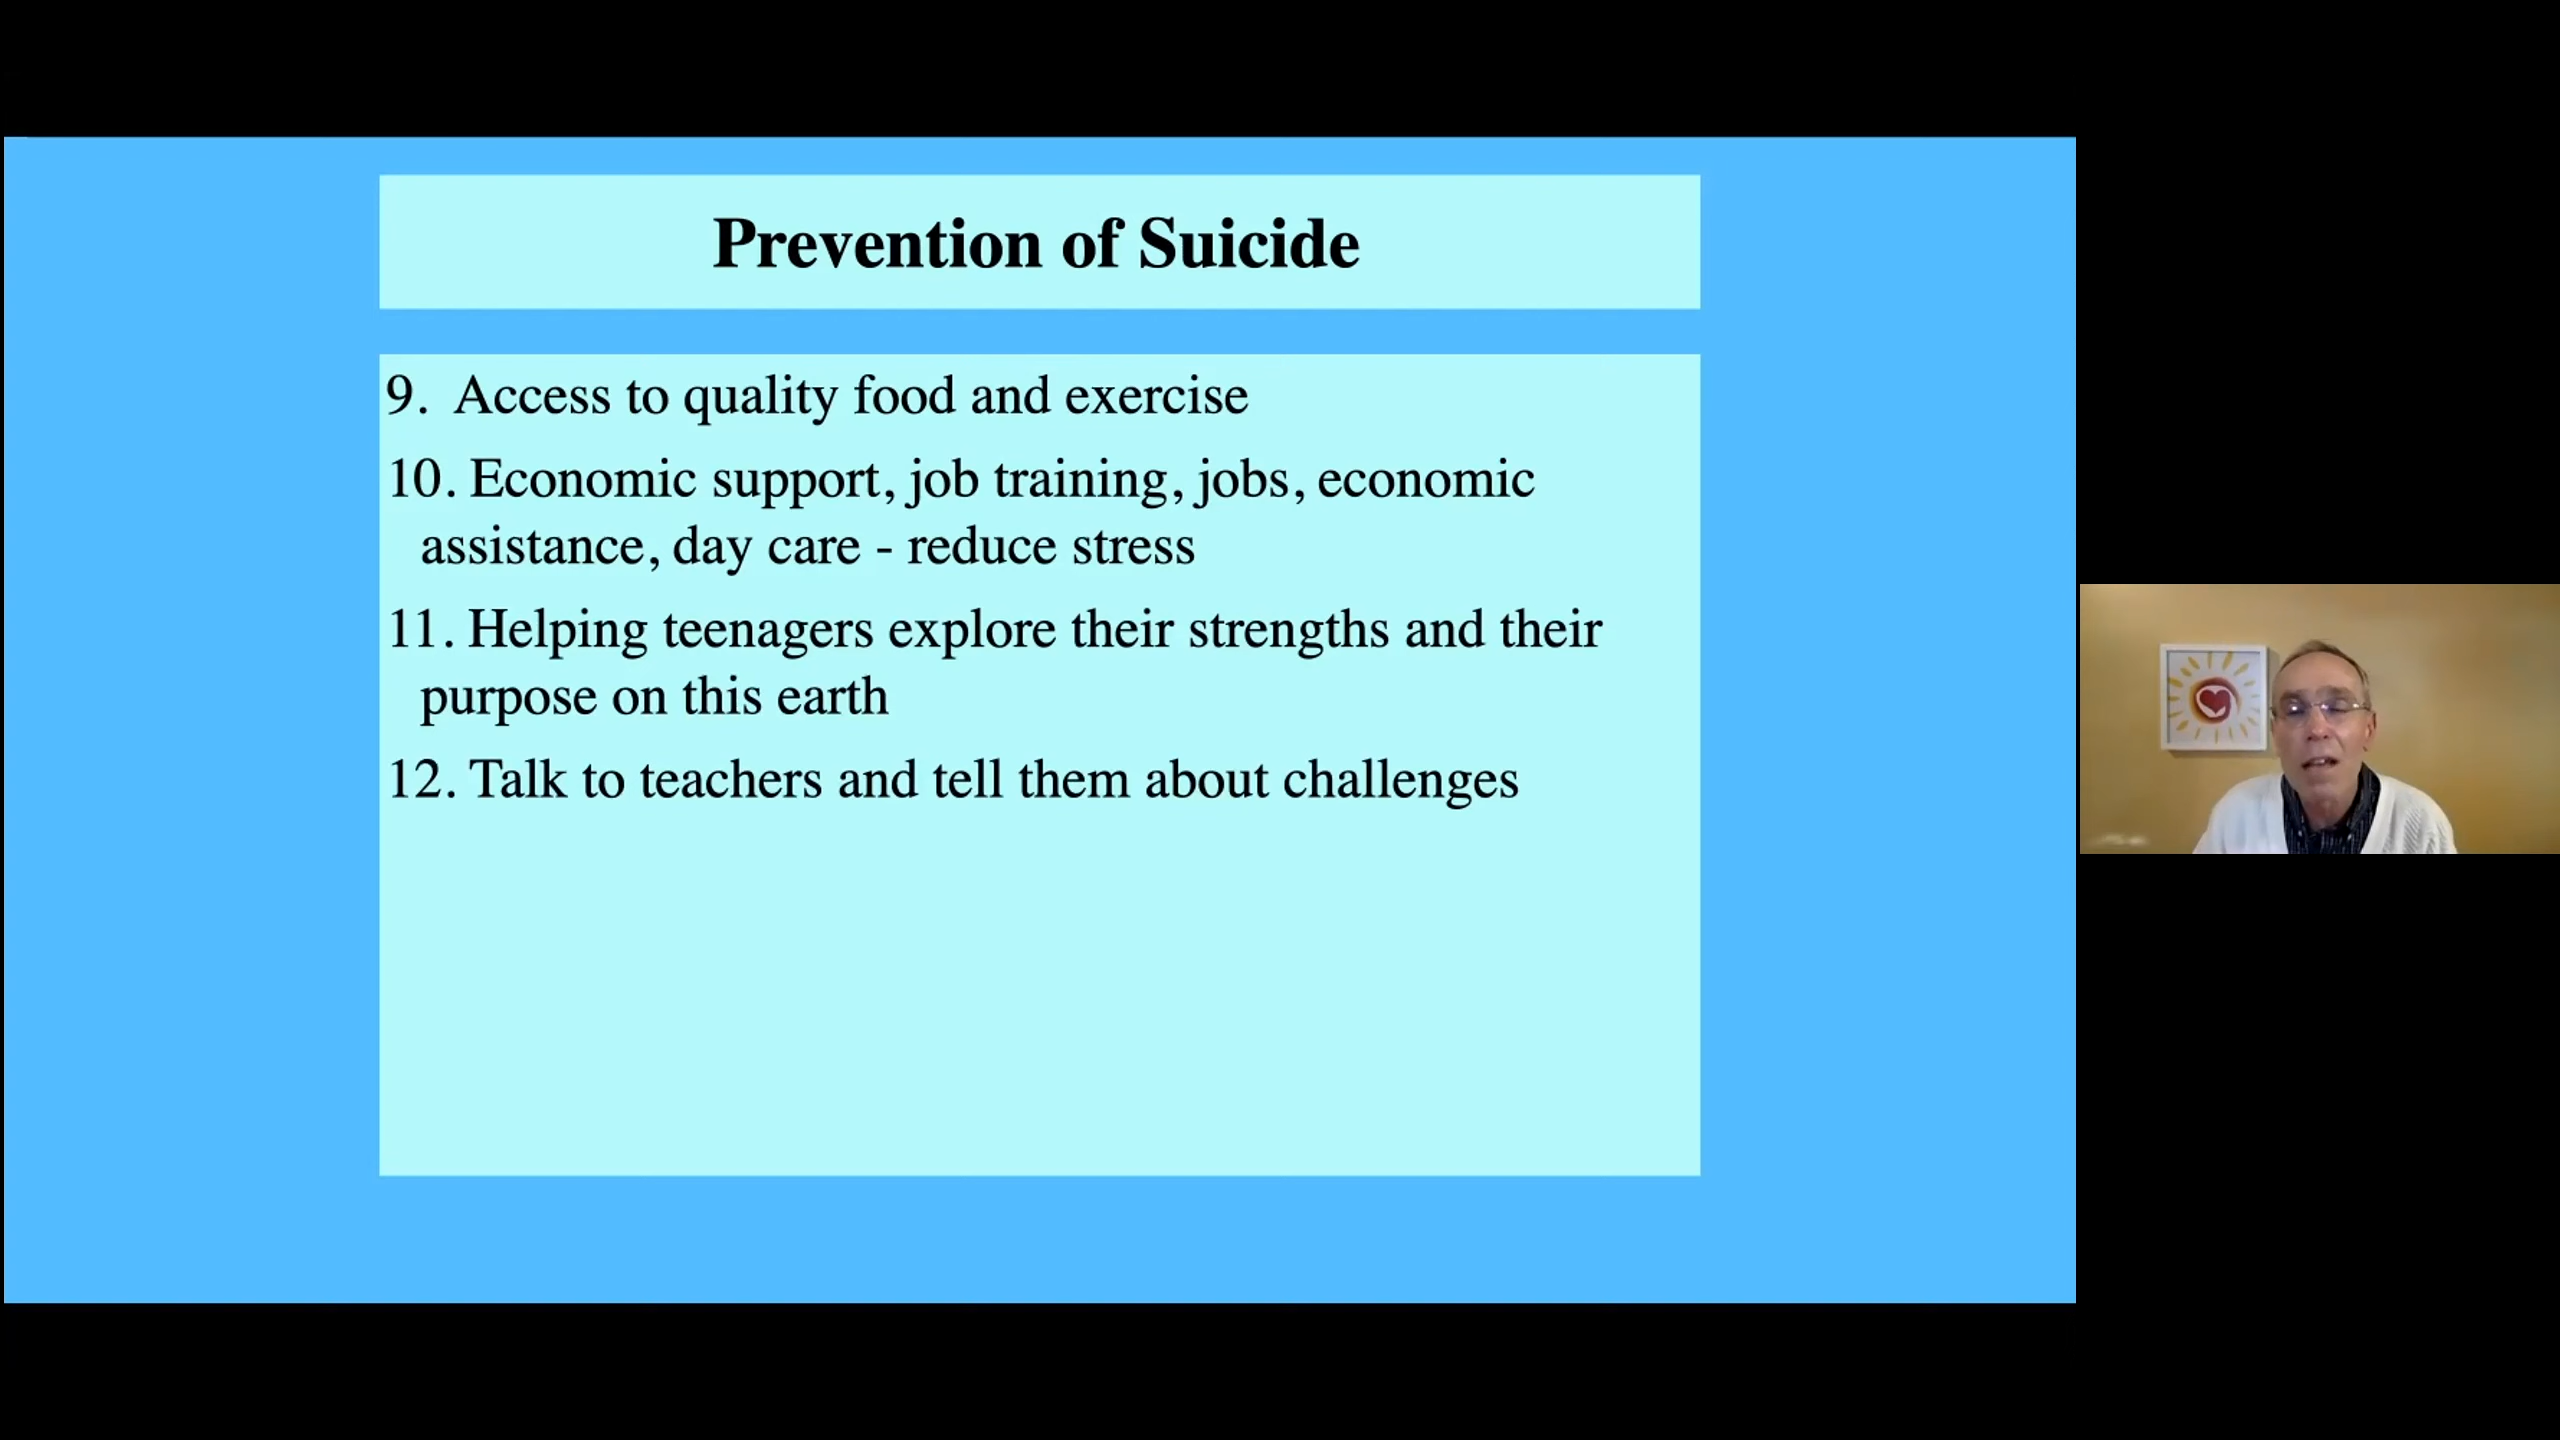 Prevention of Suicide
9. Access to quality food and exercise
10. Economic support, job training, jobs, economic
assistance, day care - reduce stress
11. Helping teenagers explore their strengths and their
purpose on this earth
12. Talk to teachers and tell them about challenges